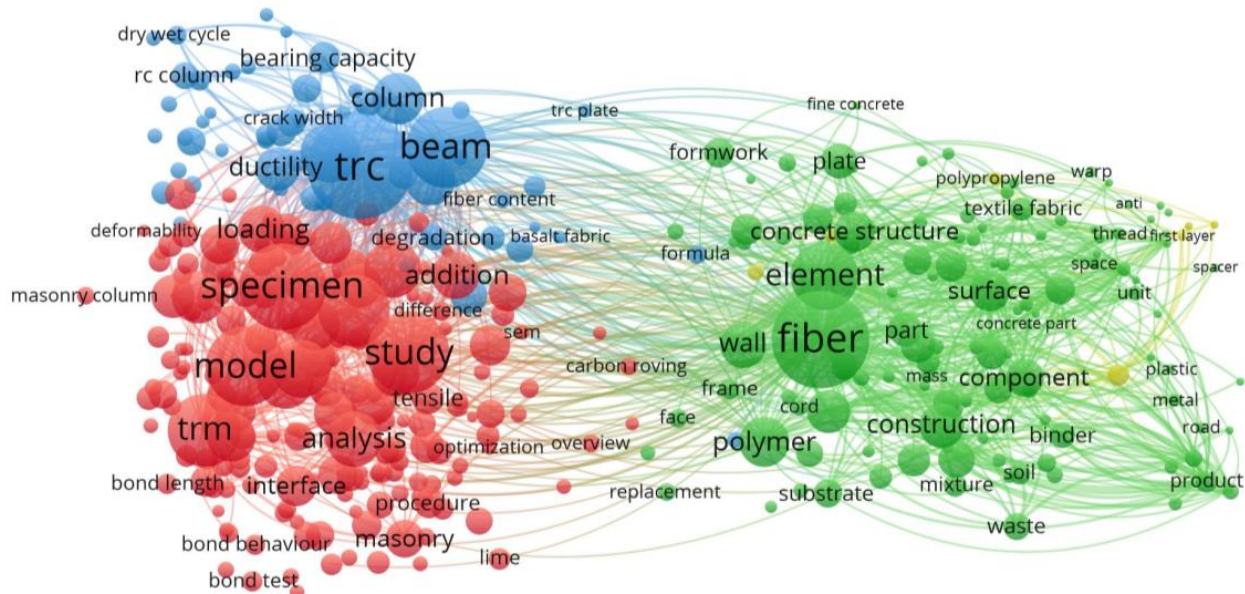 dry wet cycle
bearing capacity
rc column
column
crack width
trc plate
fine concrete
beam
trc
ductility
formwork
plate
polypropylene
warp
fiber content
textile fabric
anti
deformability
loading
degradation
basalt fabric
concrete structure
thread
first layer
formula
space
spacer
specimen
addition
element
masonry column
surface
unit
difference
sem
fiber
part
concrete part
model
study
wall
carbon roving
mass
component
plastic
tensile
frame
cord
metal
trm
analysis
face
construction
road
optimization
overview
polymer
binder
bond length
interface
replacement
substrate
mixture
soil
product
procedure
bond behaviour
masonry
waste
lime
bond test